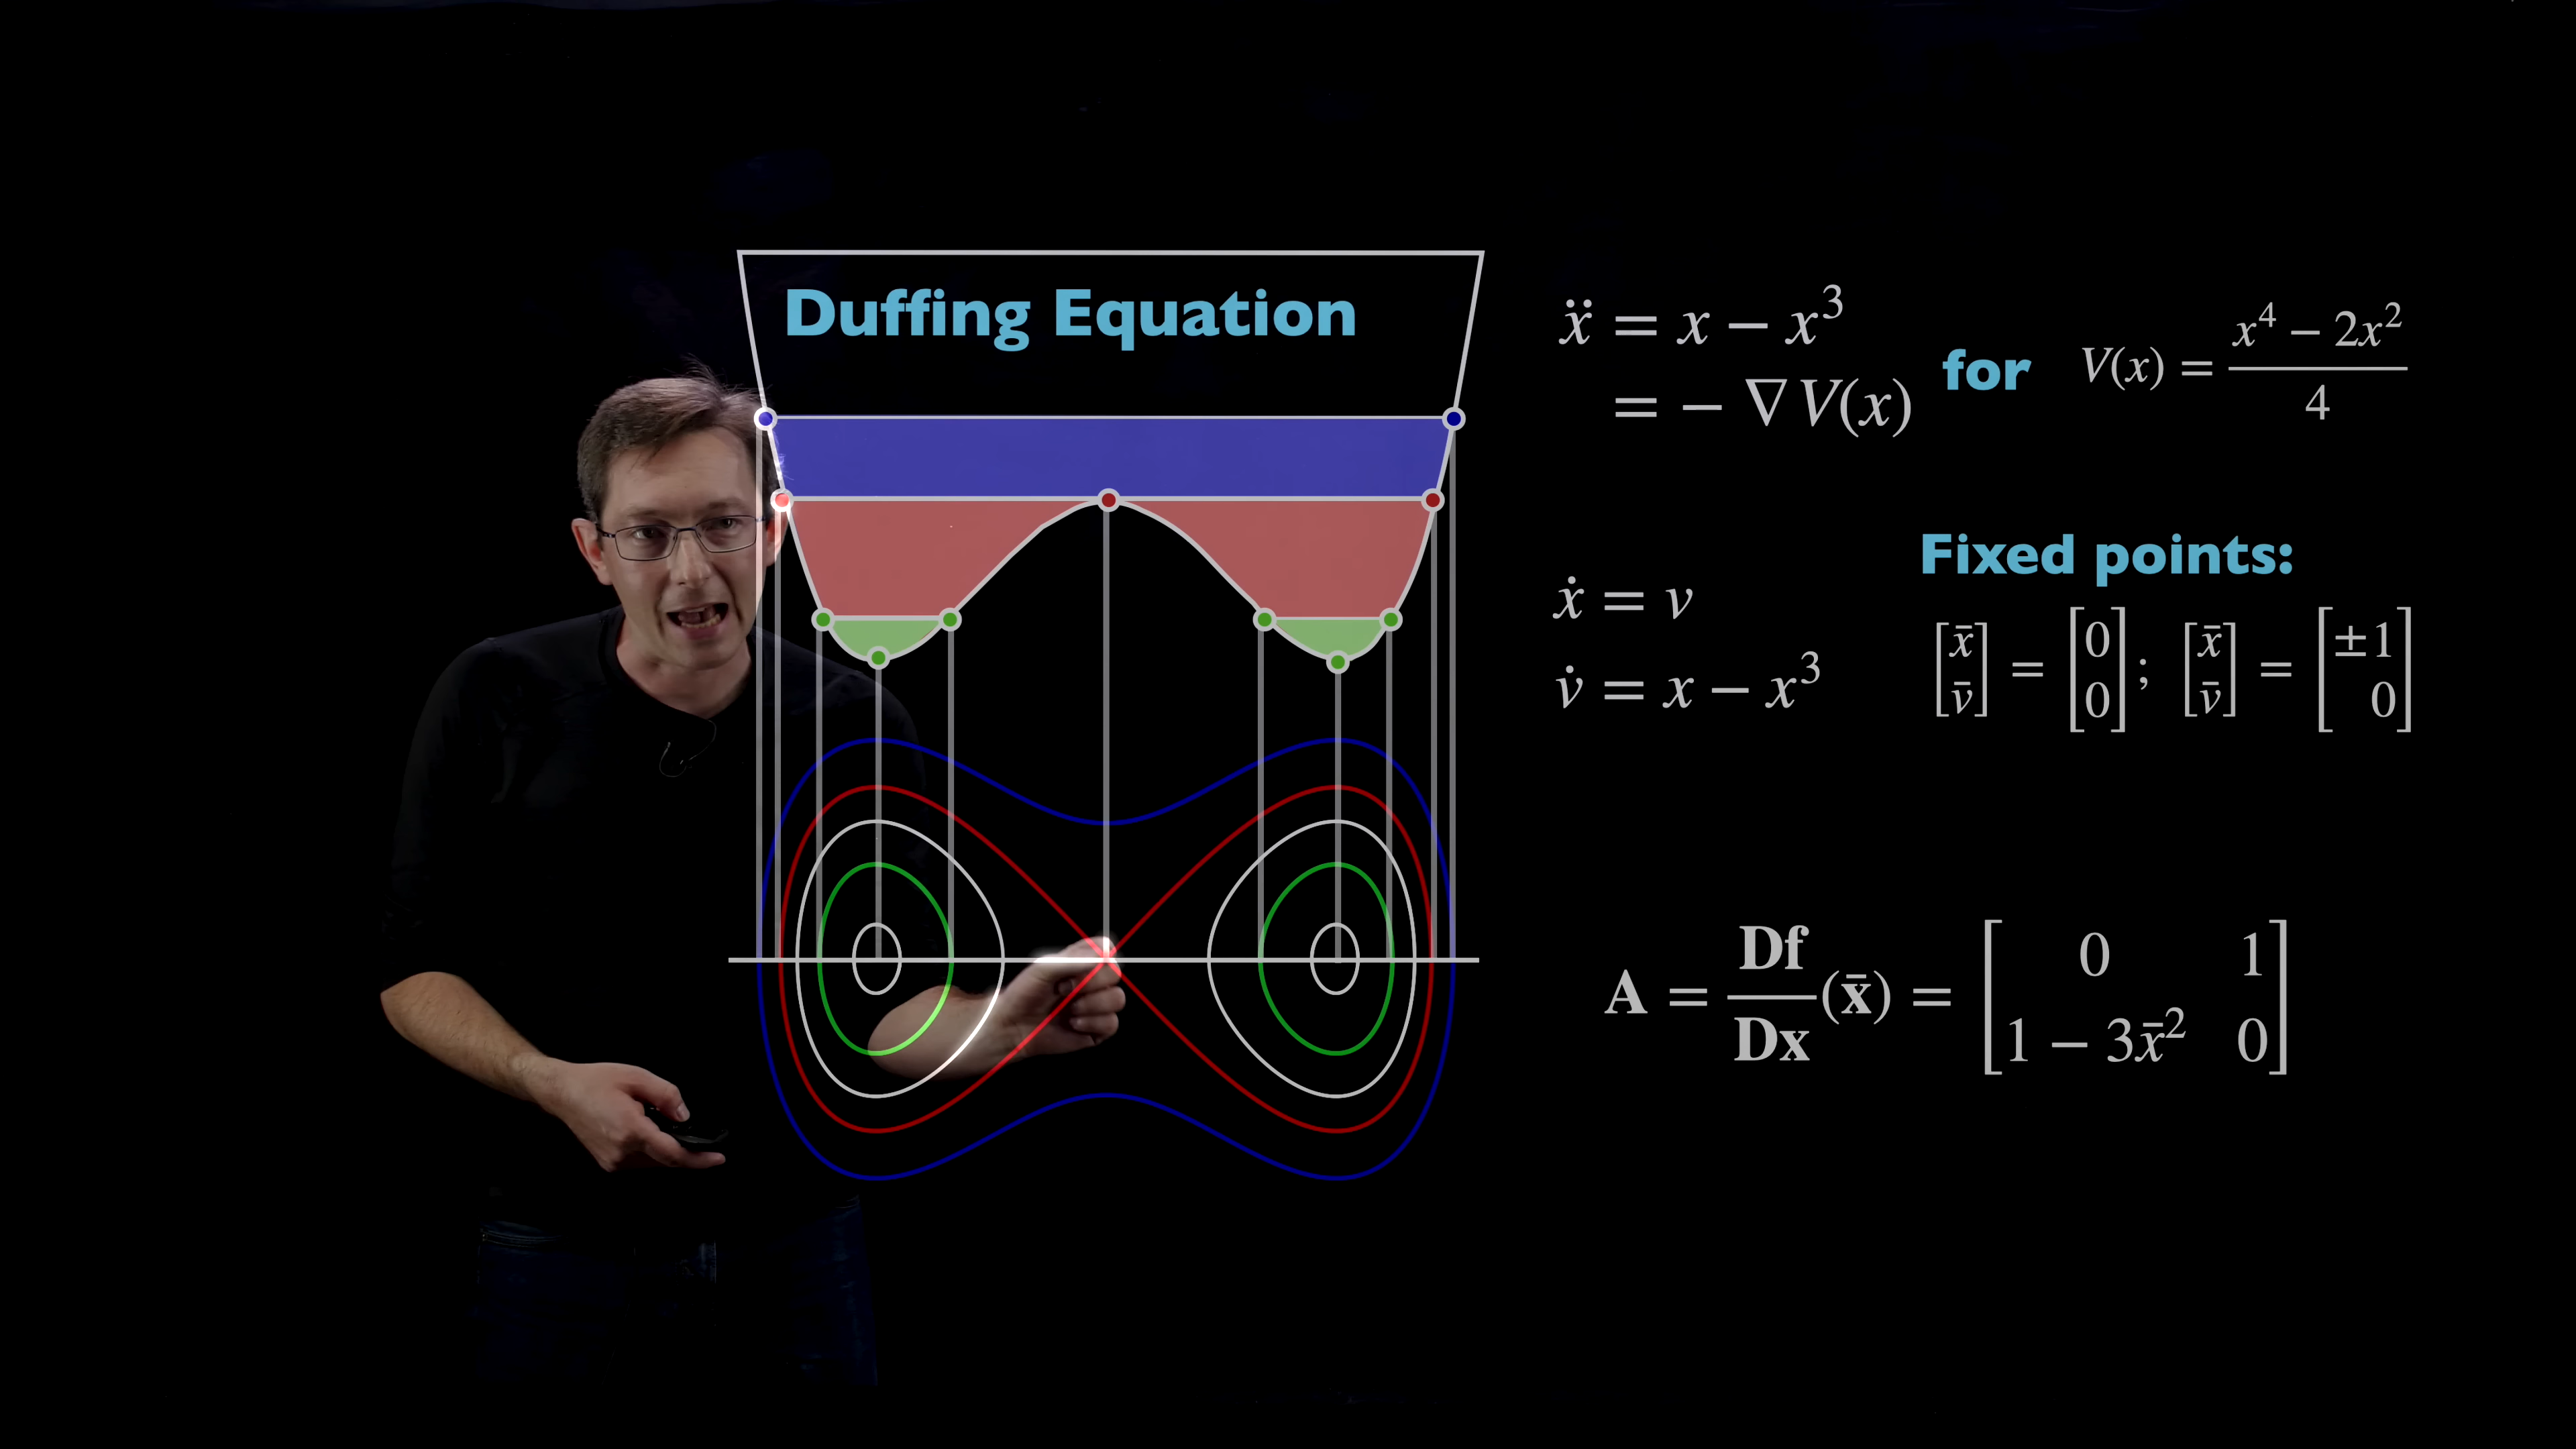 Duffing Equation
ẍ = x − x³
= − ∇V(x)
for V(x) = (x⁴ − 2x²)/4
Fixed points:
ẋ = v
v̇ = x − x³
[x̄ v̄] = [0 0]; [x̄ v̄] = [±1 0]
A = Df/Dx (x̄) = [0 1; 1 − 3x̄² 0]